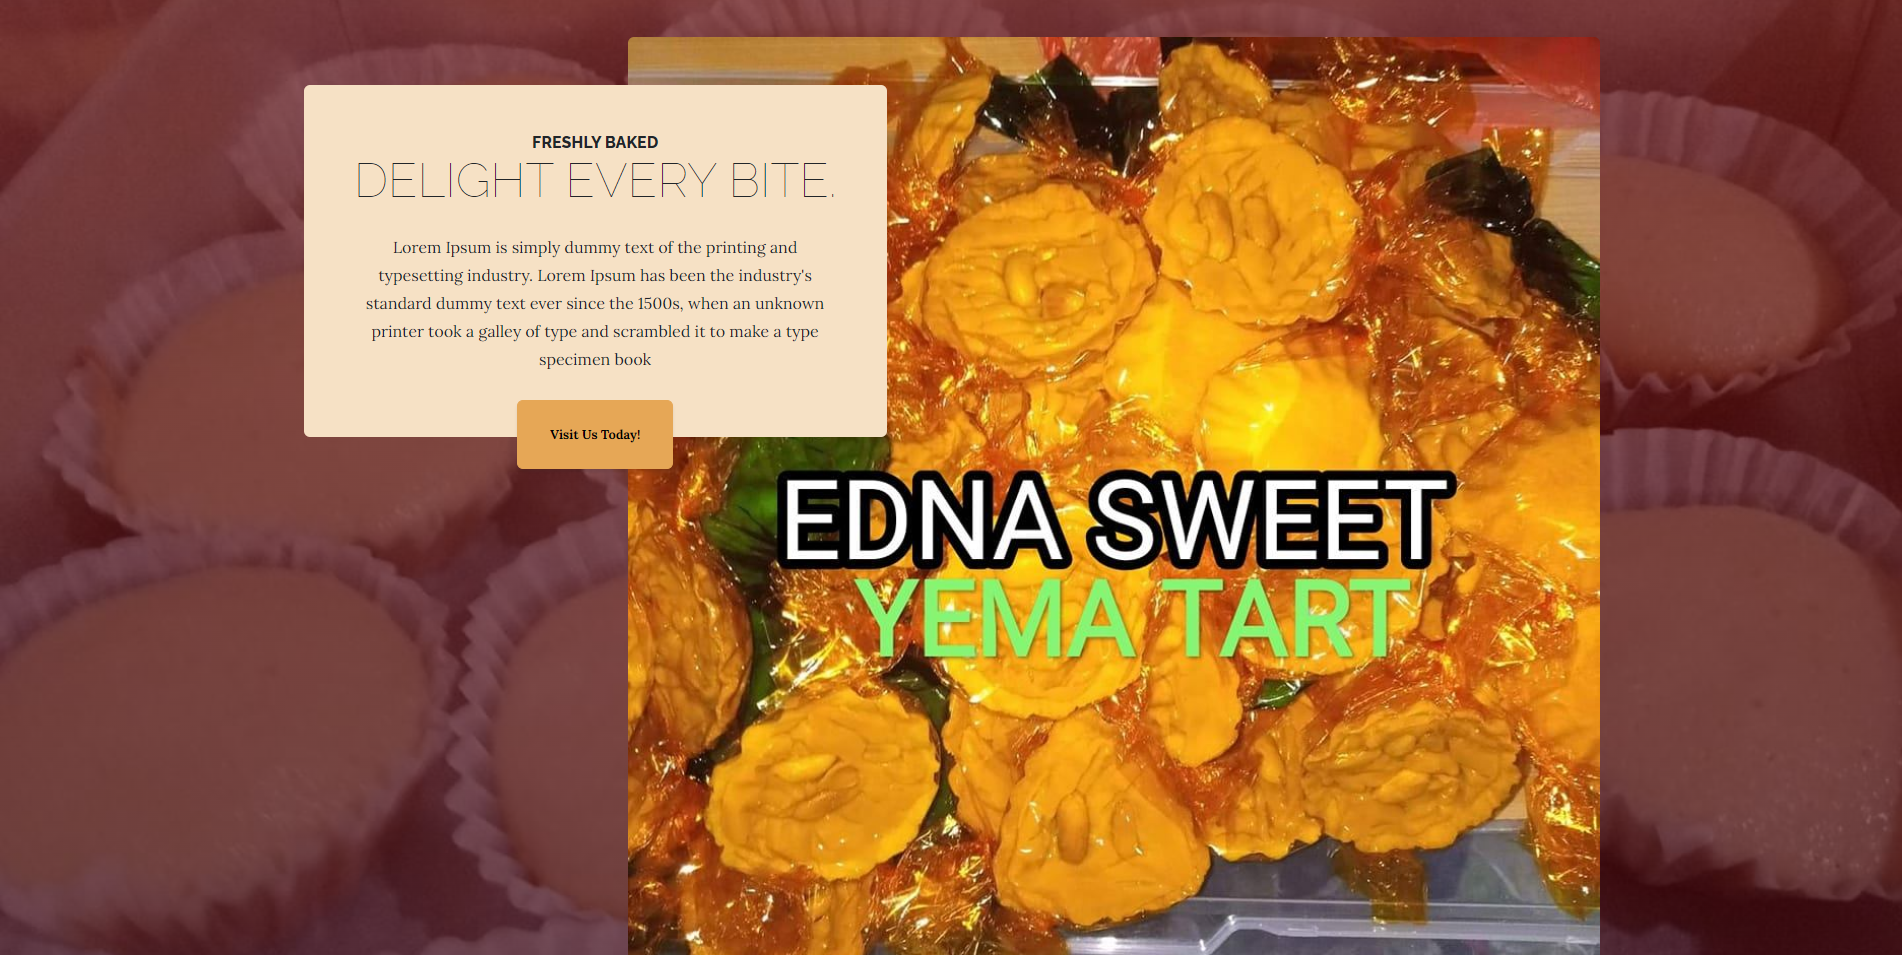 FRESHLY BAKED
DELIGHT EVERY BITE.
Lorem Ipsum is simply dummy text of the printing and
typesetting industry. Lorem Ipsum has been the industry's
standard dummy text ever since the 1500s, when an unknown
printer took a galley of type and scrambled it to make a type
specimen book
Visit Us Today!
EDNA SWEET
YEMA TART